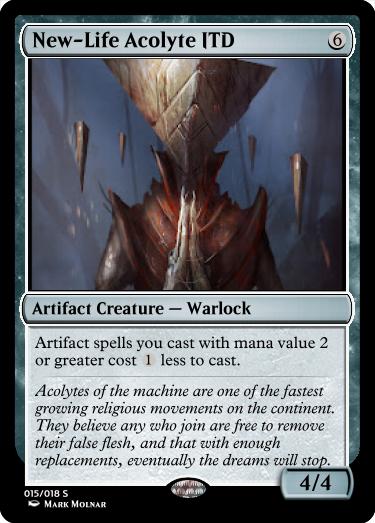 New-Life Acolyte ITD 6
Artifact Creature — Warlock
Artifact spells you cast with mana value 2
or greater cost 1 less to cast.
Acolytes of the machine are one of the fastest
growing religious movements on the continent.
They believe any who join are free to remove
their false flesh, and that with enough
replacements, eventually the dreams will stop.
4/4
015/018 S
Mark Molnar